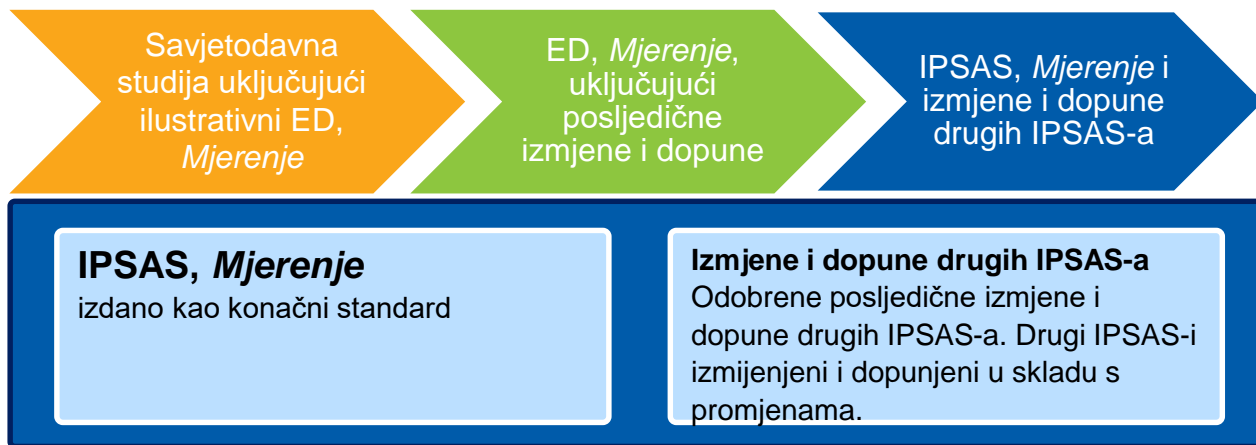 Savjetodavna
studija uključujući
ilustrativni ED,
Mjerenje
ED, Mjerenje,
uključujući
posljedične
izmjene i dopune
IPSAS, Mjerenje i
izmjene i dopune
drugih IPSAS-a
IPSAS, Mjerenje
izdano kao konačni standard
Izmjene i dopune drugih IPSAS-a
Odobrene posljedične izmjene i
dopune drugih IPSAS-a. Drugi IPSAS-i
izmijenjeni i dopunjeni u skladu s
promjenama.